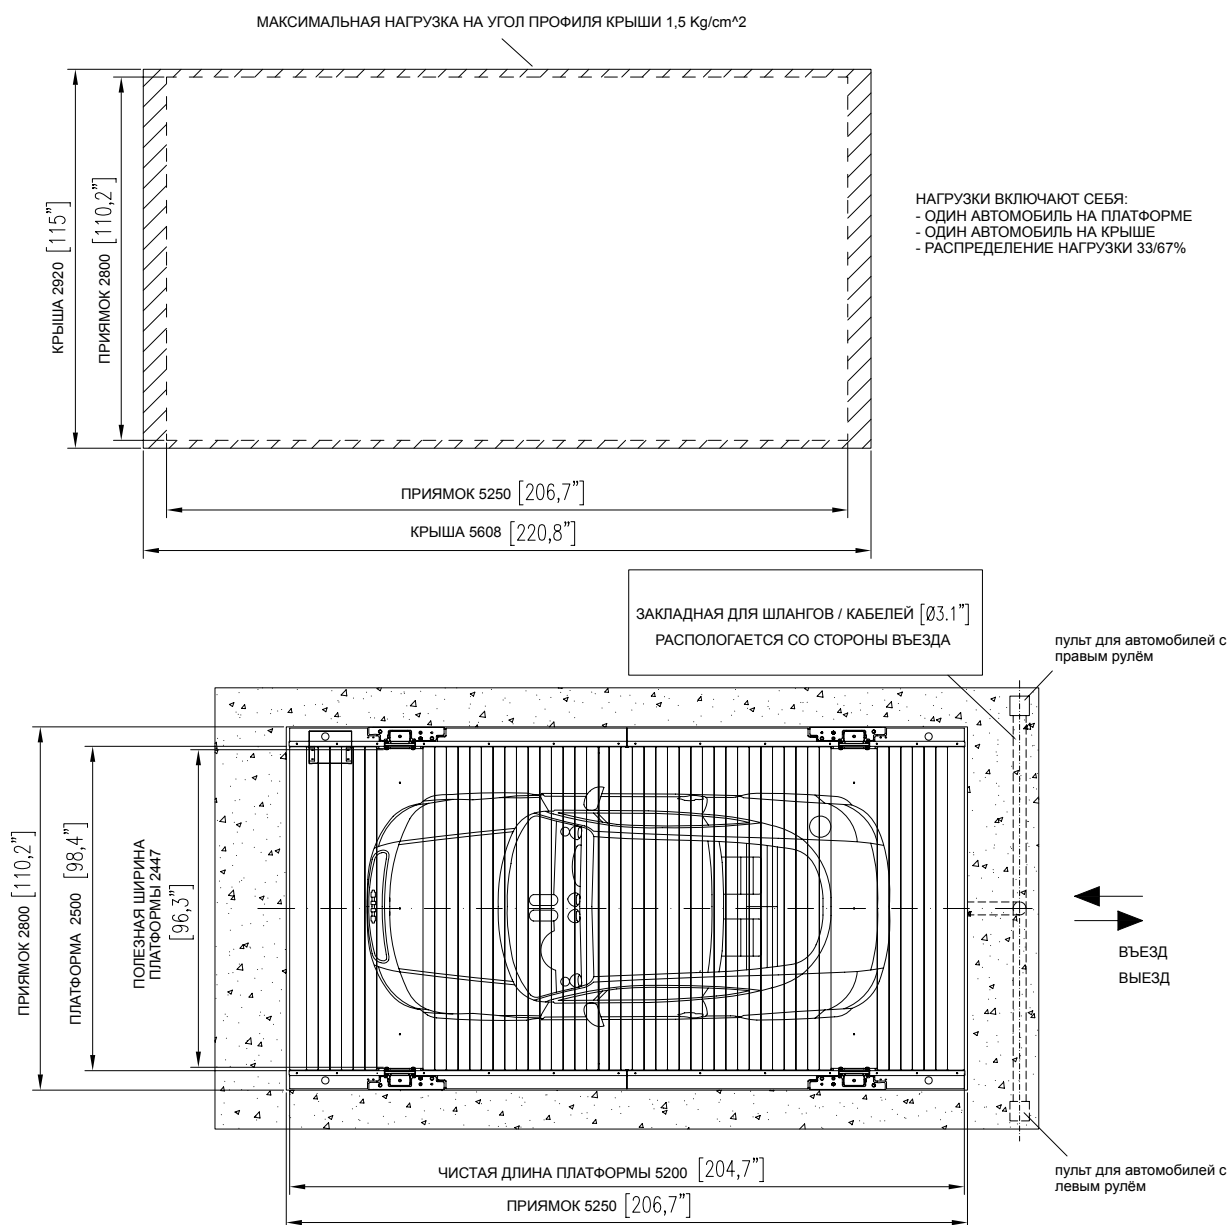 МАКСИМАЛЬНАЯ НАГРУЗКА НА УГОЛ ПРОФИЛЯ КРЫШИ 1,5 Kg/cm^2
КРЫША 2920 [115”]
ПРИЯМОК 2800 [110,2”]
НАГРУЗКИ ВКЛЮЧАЮТ СЕБЯ:
- ОДИН АВТОМОБИЛЬ НА ПЛАТФОРМЕ
- ОДИН АВТОМОБИЛЬ НА КРЫШЕ
- РАСПРЕДЕЛЕНИЕ НАГРУЗКИ 33/67%
ПРИЯМОК 5250 [206,7”]
КРЫША 5608 [220,8”]
ЗАКЛАДНАЯ ДЛЯ ШЛАНГОВ / КАБЕЛЕЙ [Ø3.1”]
РАСПОЛОГАЕТСЯ СО СТОРОНЫ ВЪЕЗДА
пульт для автомобилей с
правым рулём
ПРИЯМОК 2800 [110,2”]
ПЛАТФОРМА 2500 [98,4”]
ПОЛЕЗНАЯ ШИРИНА
ПЛАТФОРМЫ 2447
[96,3”]
ВЪЕЗД
ВЫЕЗД
ЧИСТАЯ ДЛИНА ПЛАТФОРМЫ 5200 [204,7”]
ПРИЯМОК 5250 [206,7”]
пульт для автомобилей с
левым рулём